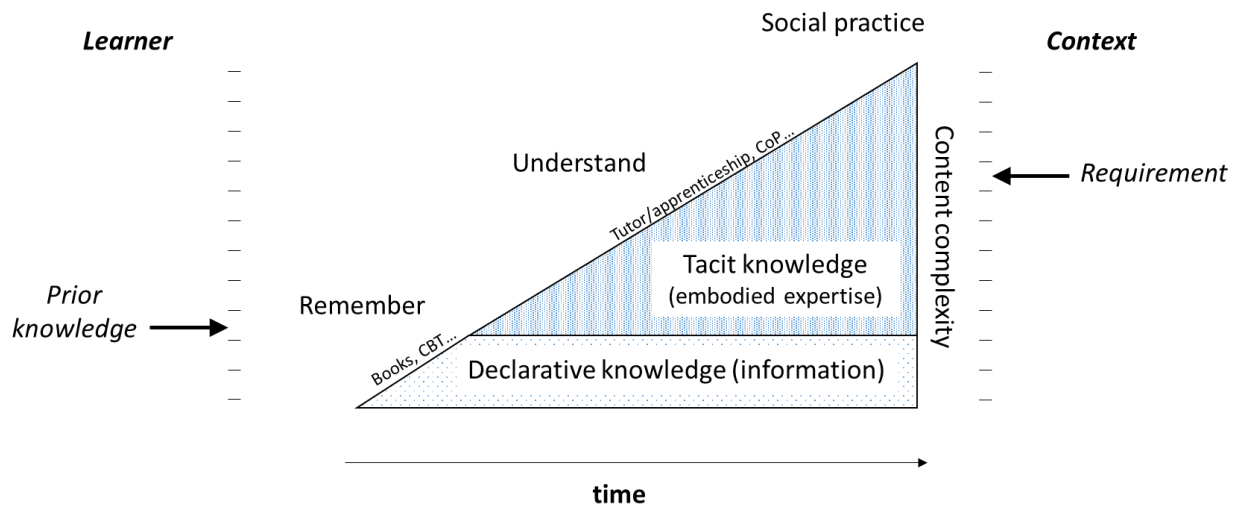 Social practice
Learner
Context
Understand
Tutor/apprenticeship, CoP...
Content complexity
Requirement
Tacit knowledge
(embodied expertise)
Prior
knowledge
Remember
Books, CBT...
Declarative knowledge (information)
time